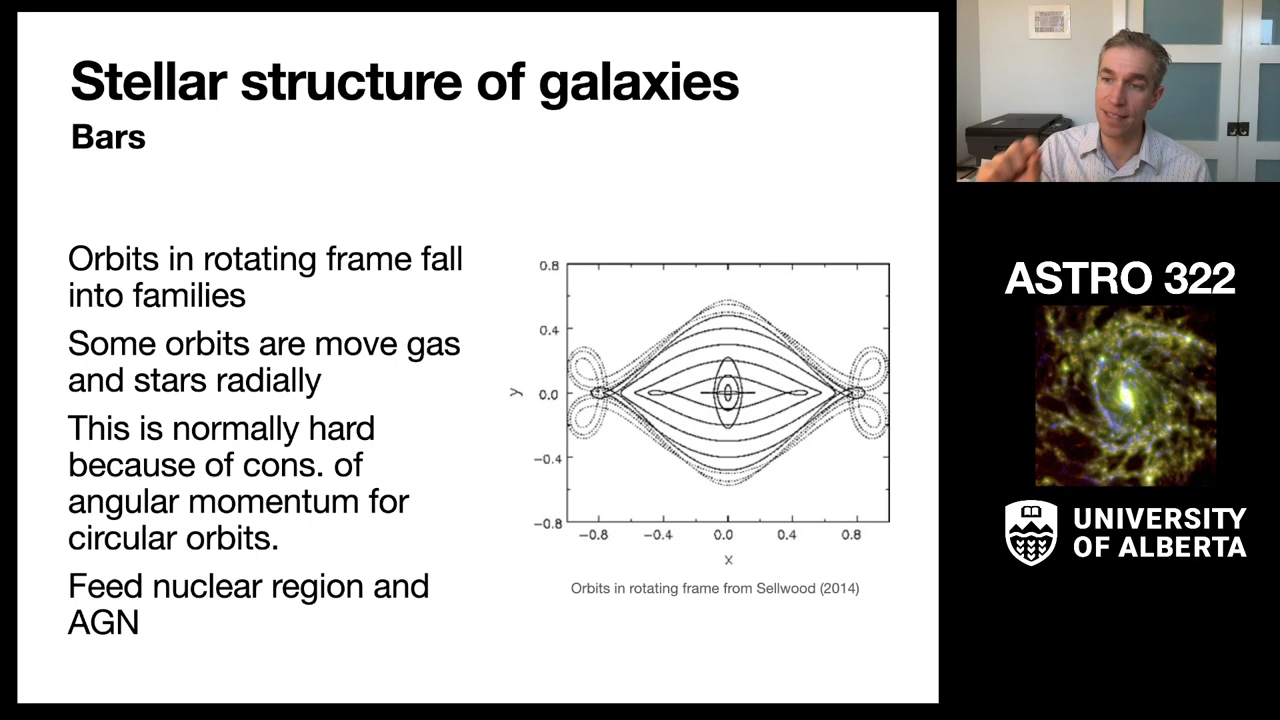 Stellar structure of galaxies
Bars
Orbits in rotating frame fall
into families
Some orbits are move gas
and stars radially
This is normally hard
because of cons. of
angular momentum for
circular orbits.
Feed nuclear region and
AGN
0.8
0.4
0.0
−0.4
−0.8
y
−0.8 −0.4 0.0 0.4 0.8
x
Orbits in rotating frame from Sellwood (2014)
ASTRO 322
UNIVERSITY
OF ALBERTA